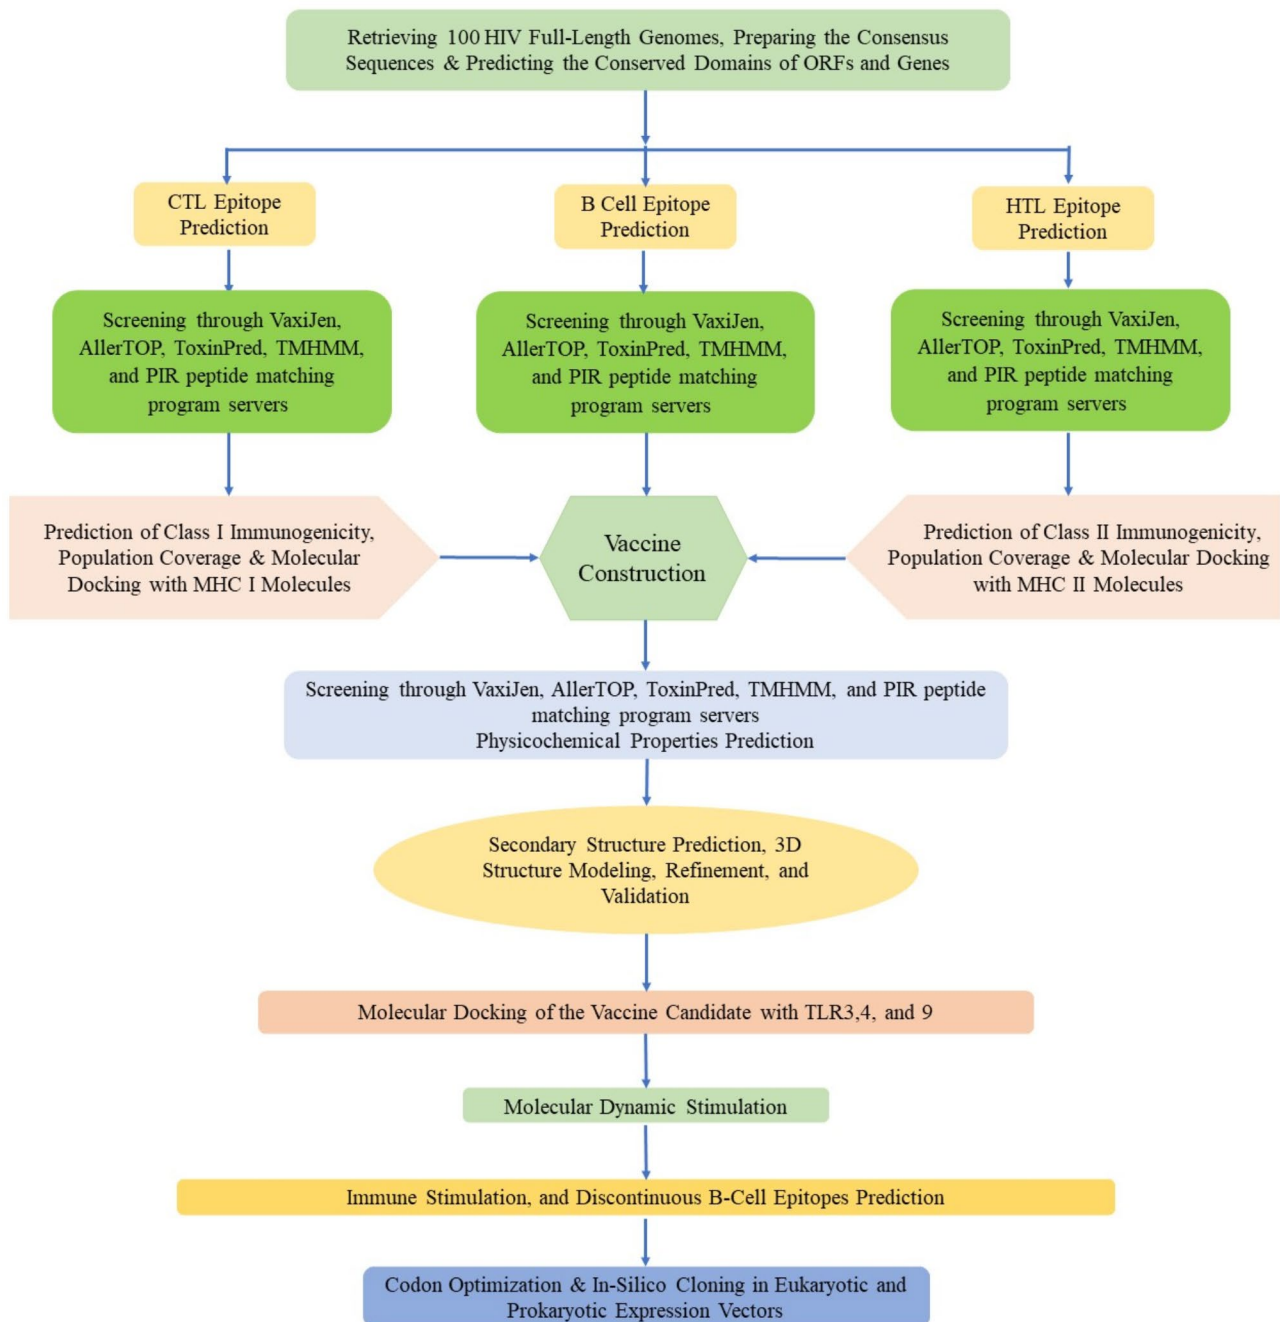 Retrieving 100 HIV Full-Length Genomes, Preparing the Consensus
Sequences & Predicting the Conserved Domains of ORFs and Genes
CTL Epitope
Prediction
B Cell Epitope
Prediction
HTL Epitope
Prediction
Screening through VaxiJen,
AllerTOP, ToxinPred, TMHMM,
and PIR peptide matching
program servers
Screening through VaxiJen,
AllerTOP, ToxinPred, TMHMM,
and PIR peptide matching
program servers
Screening through VaxiJen,
AllerTOP, ToxinPred, TMHMM,
and PIR peptide matching
program servers
Prediction of Class I Immunogenicity,
Population Coverage & Molecular
Docking with MHC I Molecules
Vaccine
Construction
Prediction of Class II Immunogenicity,
Population Coverage & Molecular Docking
with MHC II Molecules
Screening through VaxiJen, AllerTOP, ToxinPred, TMHMM, and PIR peptide
matching program servers
Physicochemical Properties Prediction
Secondary Structure Prediction, 3D
Structure Modeling, Refinement, and
Validation
Molecular Docking of the Vaccine Candidate with TLR3,4, and 9
Molecular Dynamic Stimulation
Immune Stimulation, and Discontinuous B-Cell Epitopes Prediction
Codon Optimization & In-Silico Cloning in Eukaryotic and
Prokaryotic Expression Vectors